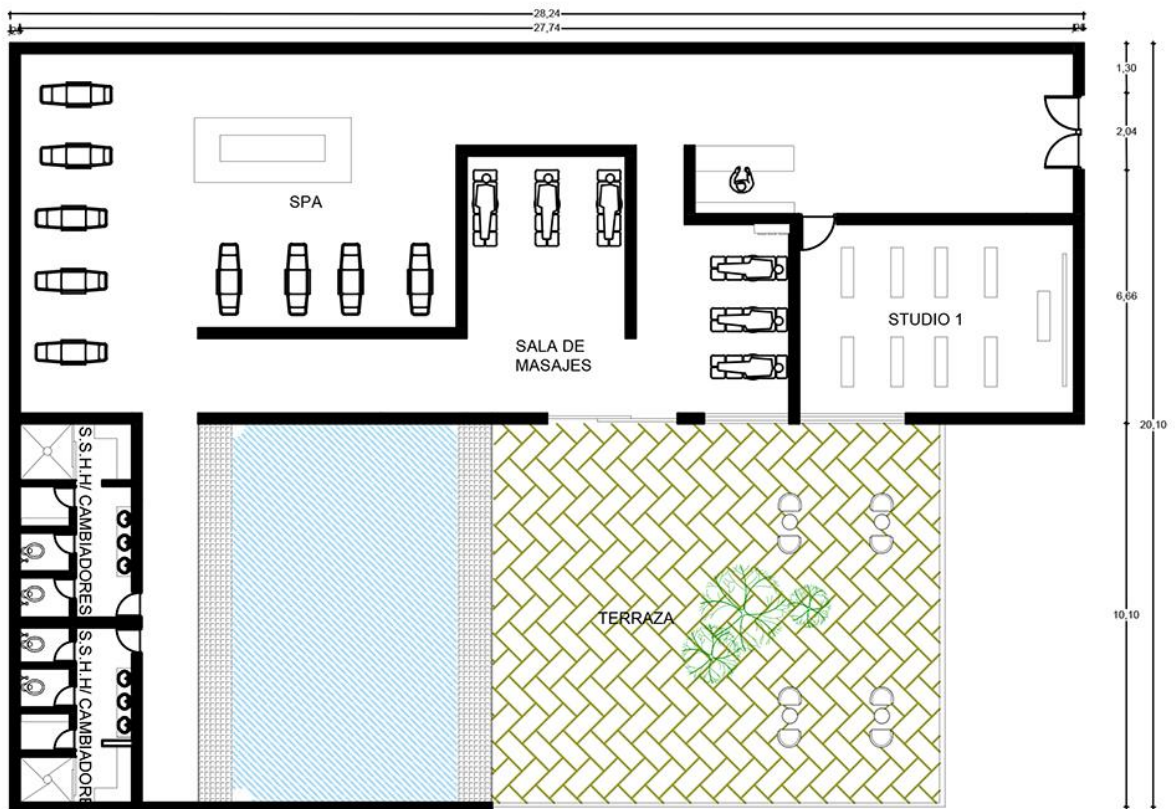 28,24
27,74
1,30
2,04
SPA
6,66
STUDIO 1
SALA DE
MASAJES
20,10
S.S.H.H/ CAMBIADORES
TERRAZA
10,10
S.S.H.H/ CAMBIADORE